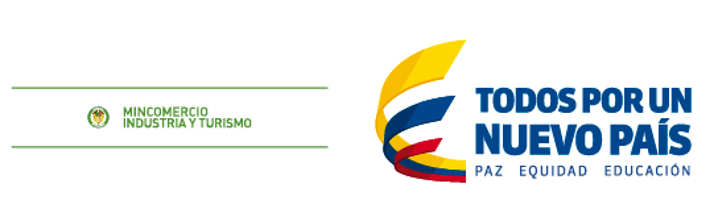 MINCOMERCIO
INDUSTRIA Y TURISMO
TODOS POR UN
NUEVO PAÍS
PAZ EQUIDAD EDUCACIÓN